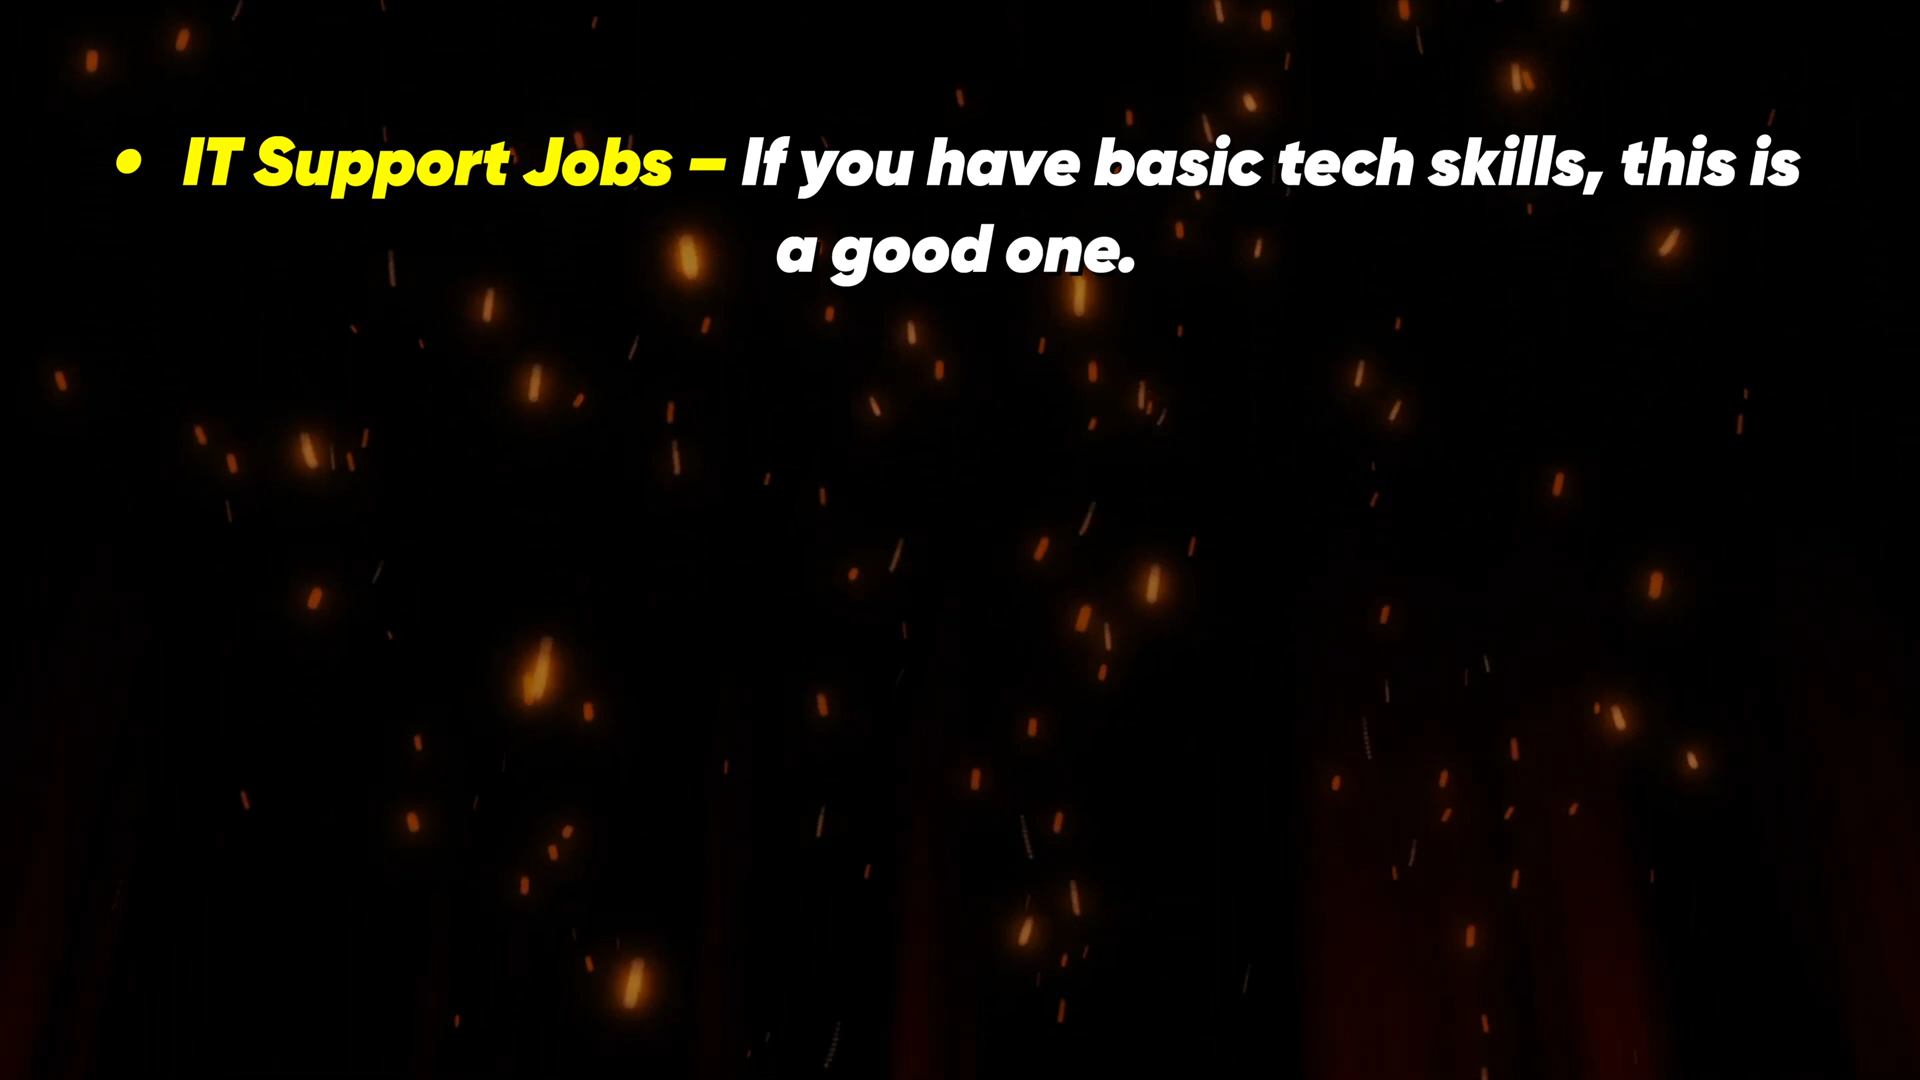 • IT Support Jobs – If you have basic tech skills, this is
a good one.